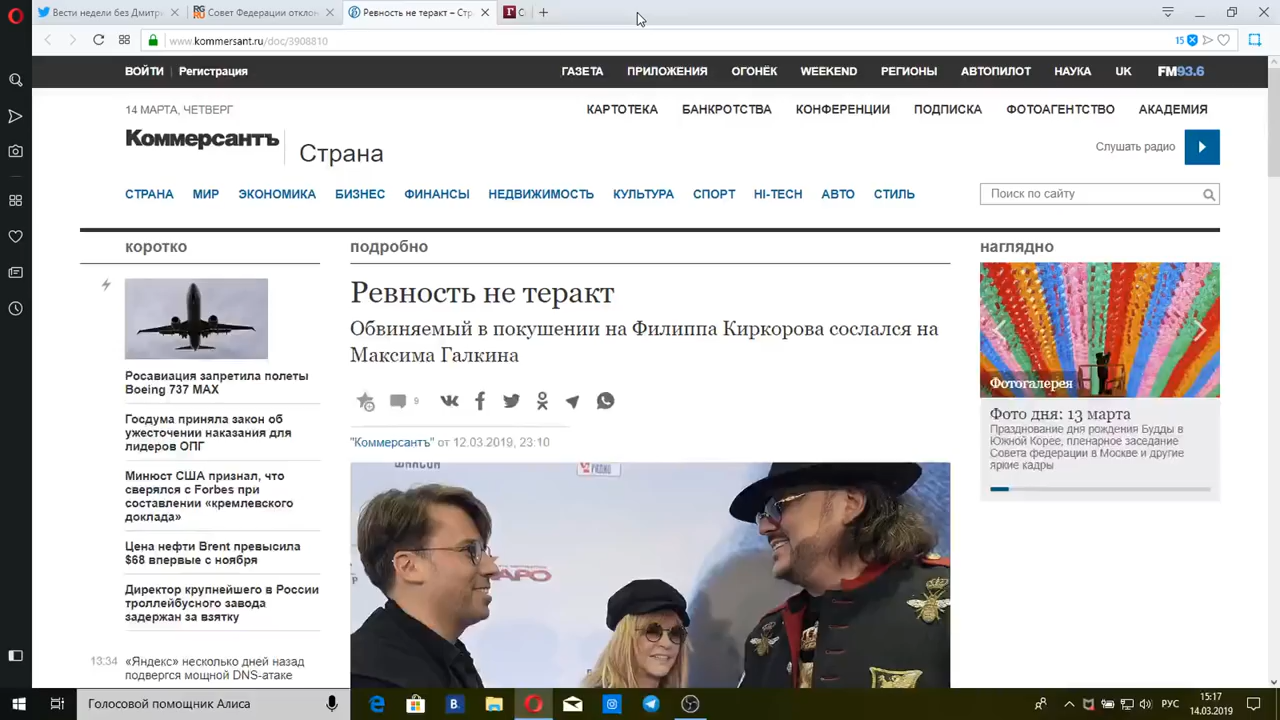 Вести недели без Дмитри
Совет Федерации отклон
Ревность не теракт – Стр
www.kommersant.ru/doc/3908810
15
ВОЙТИ | Регистрация
ГАЗЕТА ПРИЛОЖЕНИЯ ОГОНЁК WEEKEND РЕГИОНЫ АВТОПИЛОТ НАУКА UK FM93.6
14 МАРТА, ЧЕТВЕРГ
КАРТОТЕКА БАНКРОТСТВА КОНФЕРЕНЦИИ ПОДПИСКА ФОТОАГЕНТСТВО АКАДЕМИЯ
Коммерсантъ Страна
Слушать радио
СТРАНА МИР ЭКОНОМИКА БИЗНЕС ФИНАНСЫ НЕДВИЖИМОСТЬ КУЛЬТУРА СПОРТ HI-TECH АВТО СТИЛЬ
Поиск по сайту
коротко
Росавиация запретила полеты
Boeing 737 MAX
Госдума приняла закон об
ужесточении наказания для
лидеров ОПГ
Минюст США признал, что
сверялся с Forbes при
составлении «кремлевского
доклада»
Цена нефти Brent превысила
$68 впервые с ноября
Директор крупнейшего в России
троллейбусного завода
задержан за взятку
13:34 «Яндекс» несколько дней назад
подвергся мощной DNS-атаке
подробно
Ревность не теракт
Обвиняемый в покушении на Филиппа Киркорова сослался на
Максима Галкина
9
"Коммерсантъ" от 12.03.2019, 23:10
наглядно
Фотогалерея
Фото дня: 13 марта
Празднование дня рождения Будды в
Южной Корее, пленарное заседание
Совета федерации в Москве и другие
яркие кадры
Голосовой помощник Алиса
РУС
15:17
14.03.2019